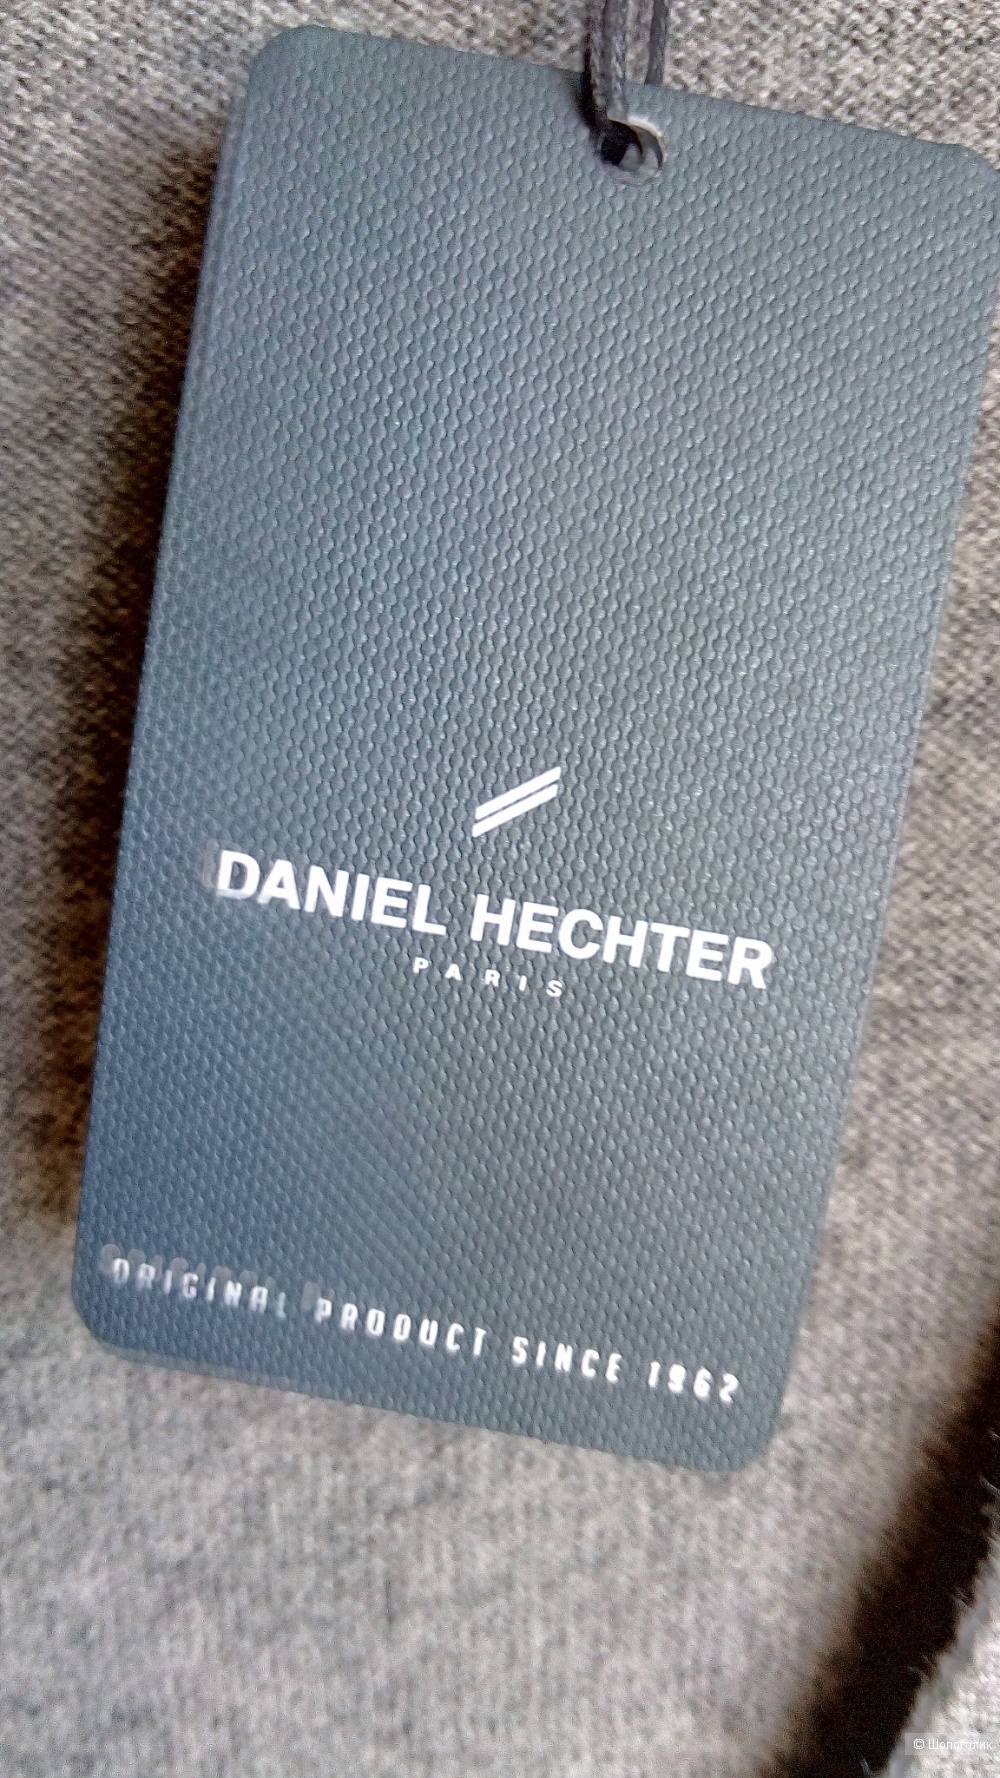 DANIEL HECHTER
PARIS
ORIGINAL PRODUCT SINCE 1962
© Шопоголик